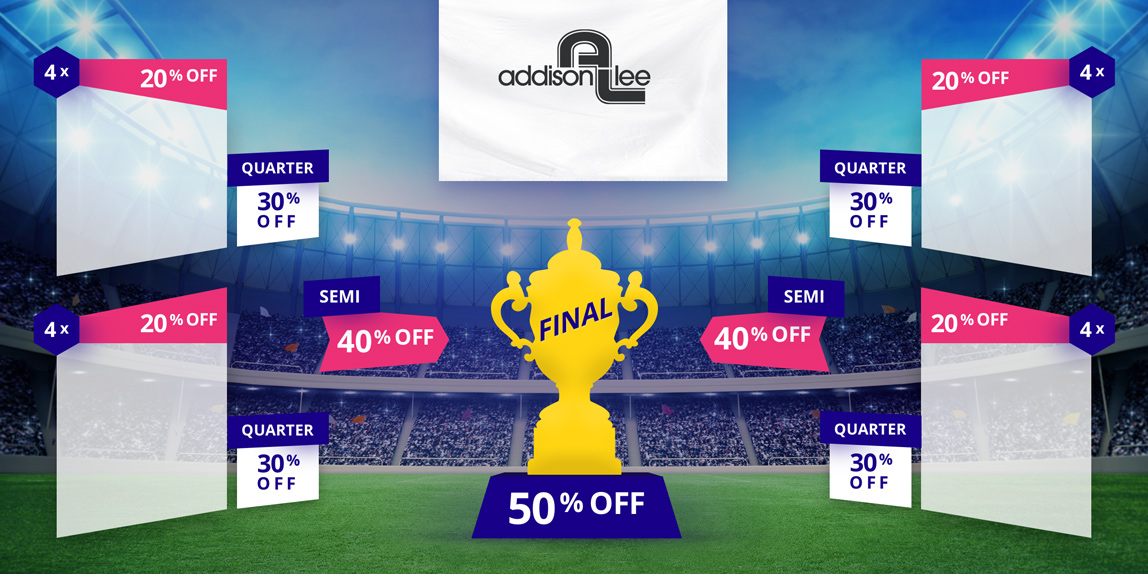 addison lee
4 x
20% OFF
20% OFF
4 x
QUARTER
30%
OFF
QUARTER
30%
OFF
SEMI
40% OFF
FINAL
SEMI
40% OFF
4 x
20% OFF
20% OFF
4 x
QUARTER
30%
OFF
QUARTER
30%
OFF
50% OFF